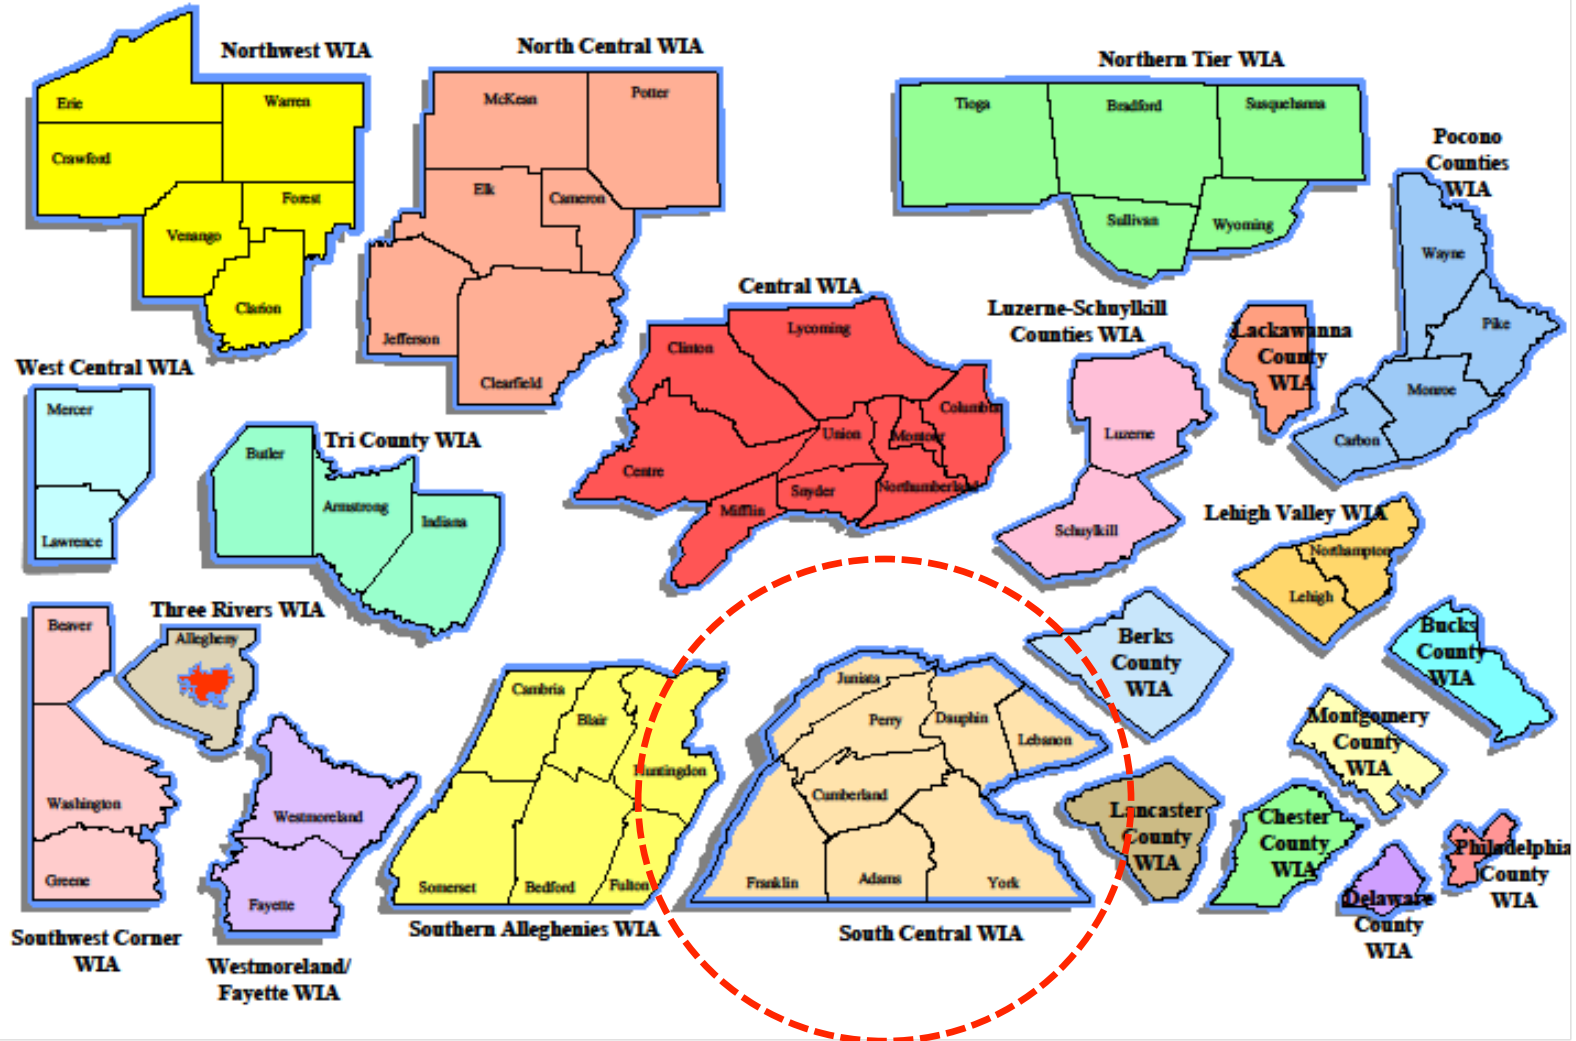 Northwest WIA
Erie
Warren
Crawford
Forest
Venango
Clarion
North Central WIA
McKean
Potter
Elk
Cameron
Jefferson
Clearfield
Northern Tier WIA
Tioga
Bradford
Susquehanna
Sullivan
Wyoming
Pocono
Counties
WIA
Wayne
Pike
Monroe
Carbon
Central WIA
Lycoming
Clinton
Columbia
Union
Montour
Centre
Snyder
Northumberland
Mifflin
Luzerne-Schuylkill
Counties WIA
Luzerne
Schuylkill
Lackawanna
County
WIA
West Central WIA
Mercer
Lawrence
Tri County WIA
Butler
Armstrong
Indiana
Lehigh Valley WIA
Northampton
Lehigh
Three Rivers WIA
Allegheny
Beaver
Washington
Greene
Southwest Corner
WIA
Westmoreland
Fayette
Westmoreland/
Fayette WIA
Cambria
Blair
Huntingdon
Somerset
Bedford
Fulton
Southern Alleghenies WIA
Juniata
Perry
Dauphin
Lebanon
Cumberland
Franklin
Adams
York
South Central WIA
Berks
County
WIA
Bucks
County
WIA
Montgomery
County
WIA
Lancaster
County
WIA
Chester
County
WIA
Philadelphia
County
WIA
Delaware
County
WIA